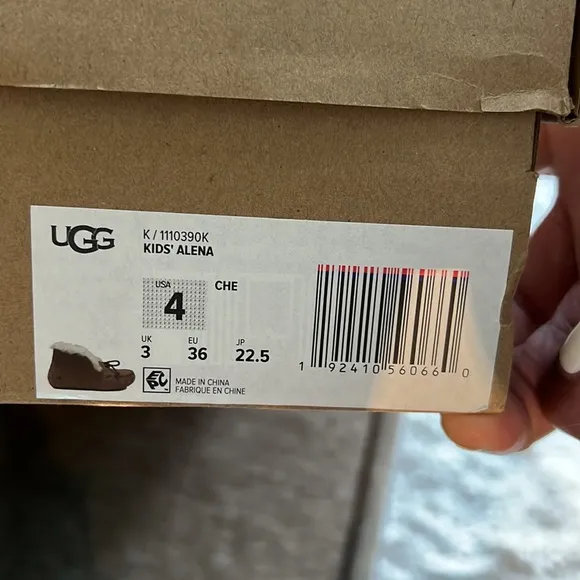 UGG
K / 1110390K
KIDS' ALENA
USA
4
CHE
UK EU JP
3 36 22.5
MADE IN CHINA
FABRIQUE EN CHINE
1 92410 56066 0